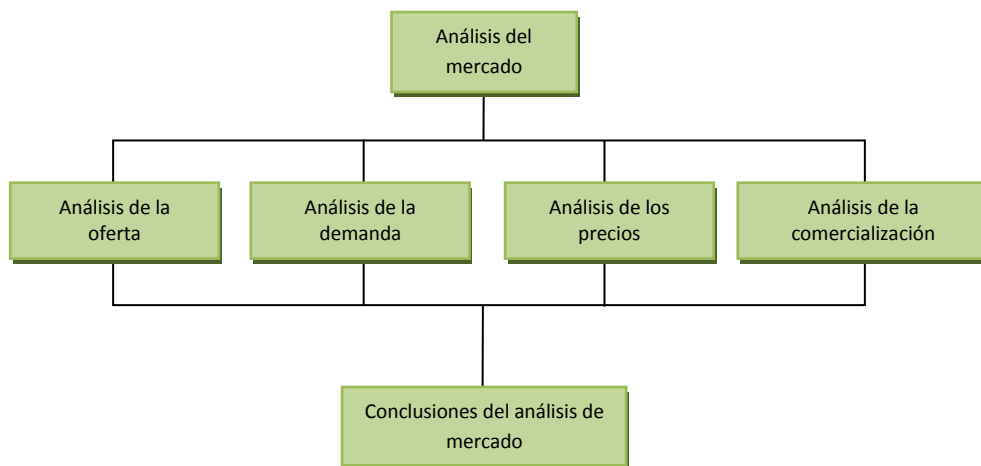 Análisis del
mercado
Análisis de la
oferta
Análisis de la
demanda
Análisis de los
precios
Análisis de la
comercialización
Conclusiones del análisis de
mercado